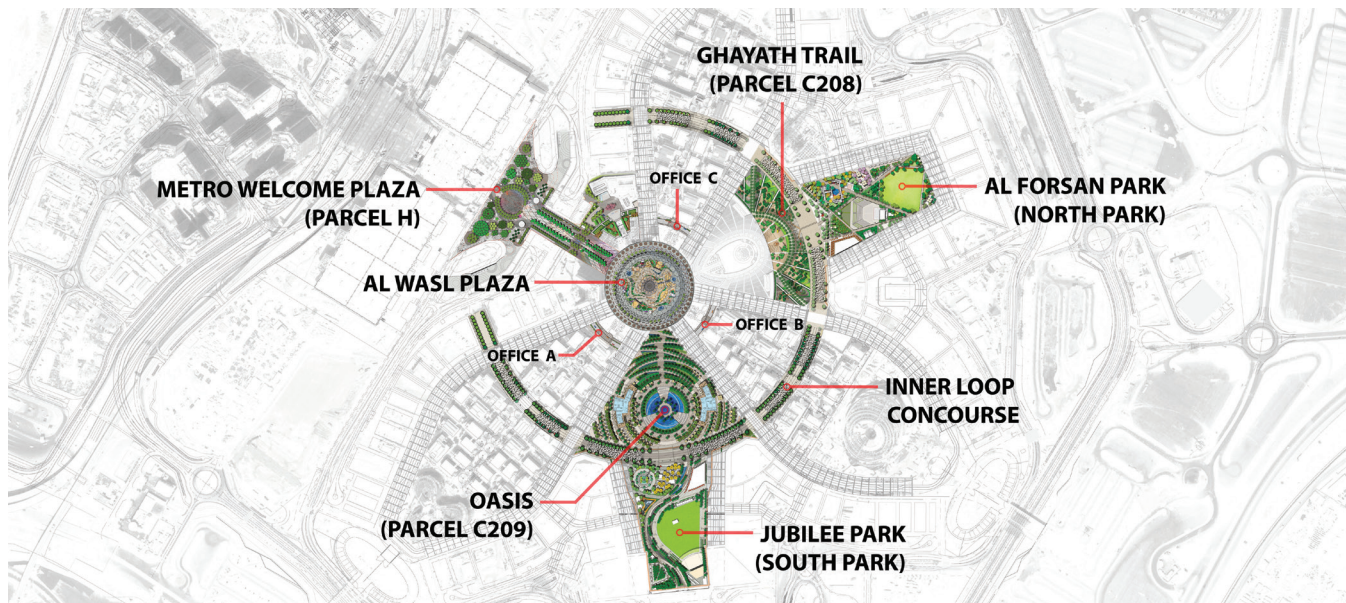 GHAYATH TRAIL
(PARCEL C208)
OFFICE C
METRO WELCOME PLAZA
(PARCEL H)
AL FORSAN PARK
(NORTH PARK)
AL WASL PLAZA
OFFICE B
OFFICE A
INNER LOOP
CONCOURSE
OASIS
(PARCEL C209)
JUBILEE PARK
(SOUTH PARK)